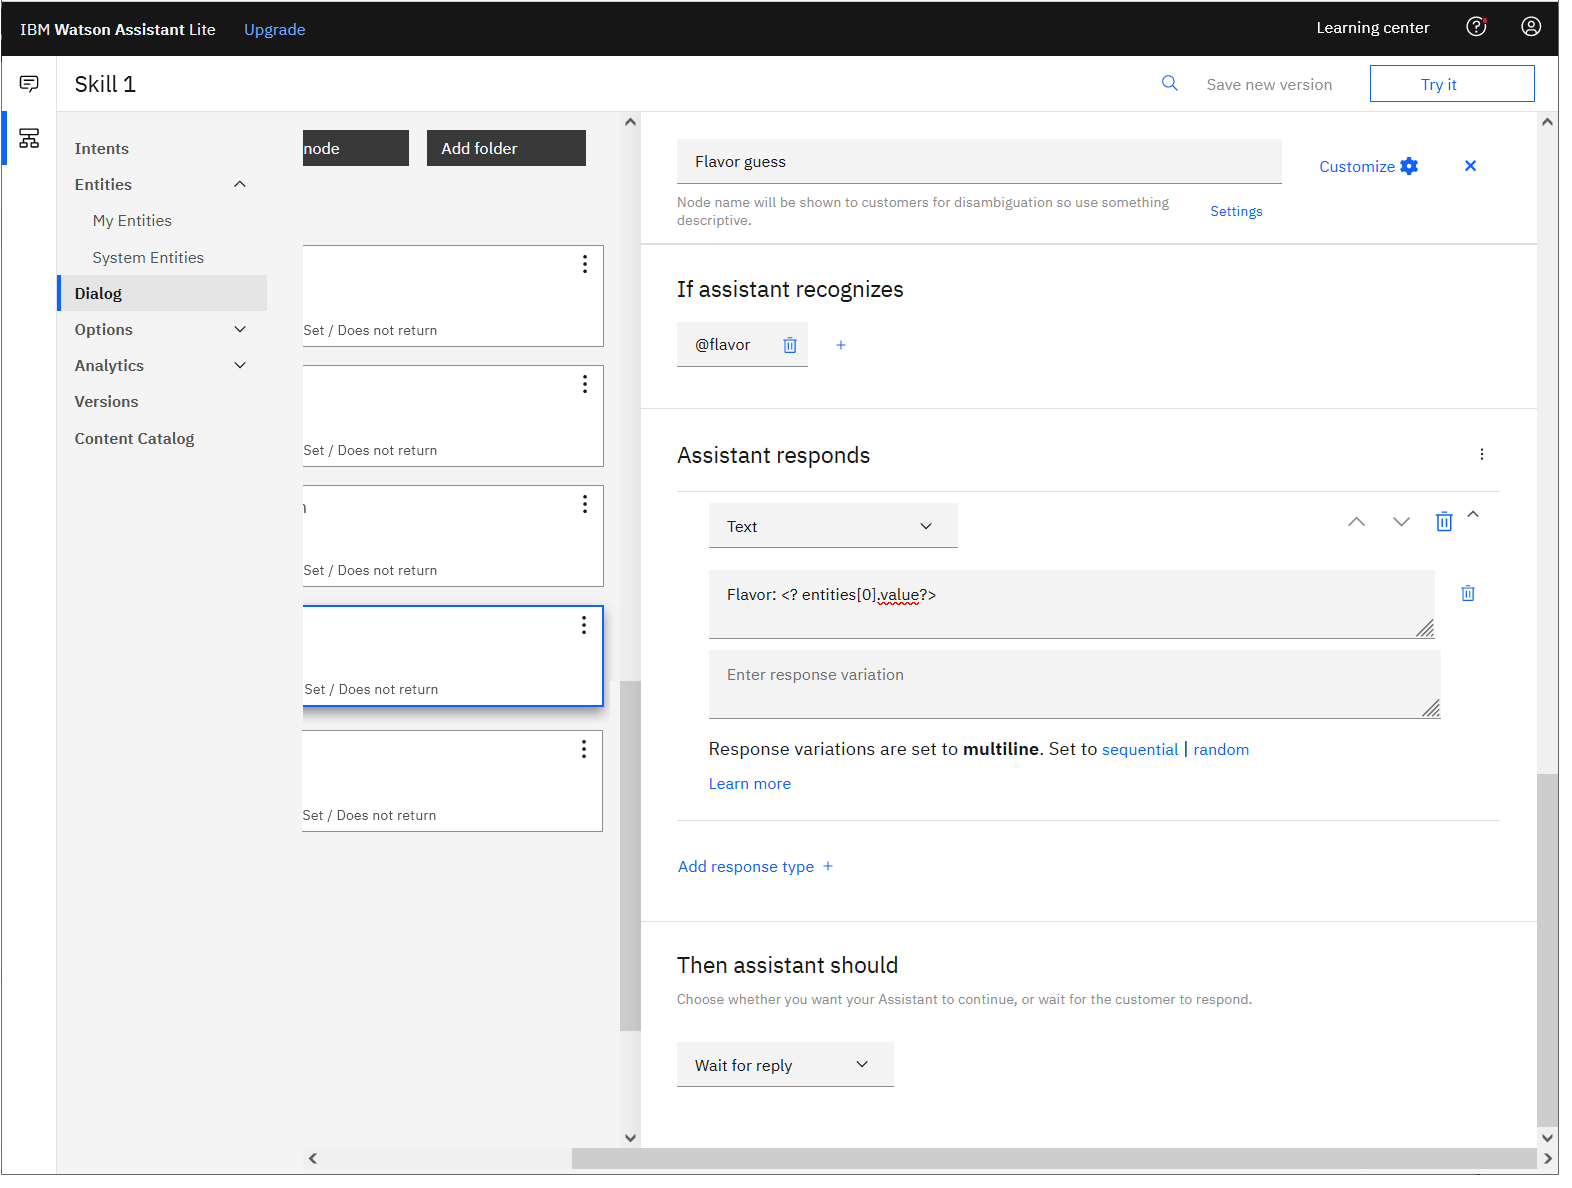 IBM Watson Assistant Lite Upgrade Learning center
Skill 1 Save new version Try it
Intents
Entities
My Entities
System Entities
Dialog
Options
Analytics
Versions
Content Catalog
node Add folder
Set / Does not return
Set / Does not return
Set / Does not return
Set / Does not return
Set / Does not return
Flavor guess
Customize
Node name will be shown to customers for disambiguation so use something
descriptive.
Settings
If assistant recognizes
@flavor
Assistant responds
Text
Flavor: <? entities[0].value?>
Enter response variation
Response variations are set to multiline. Set to sequential | random
Learn more
Add response type +
Then assistant should
Choose whether you want your Assistant to continue, or wait for the customer to respond.
Wait for reply